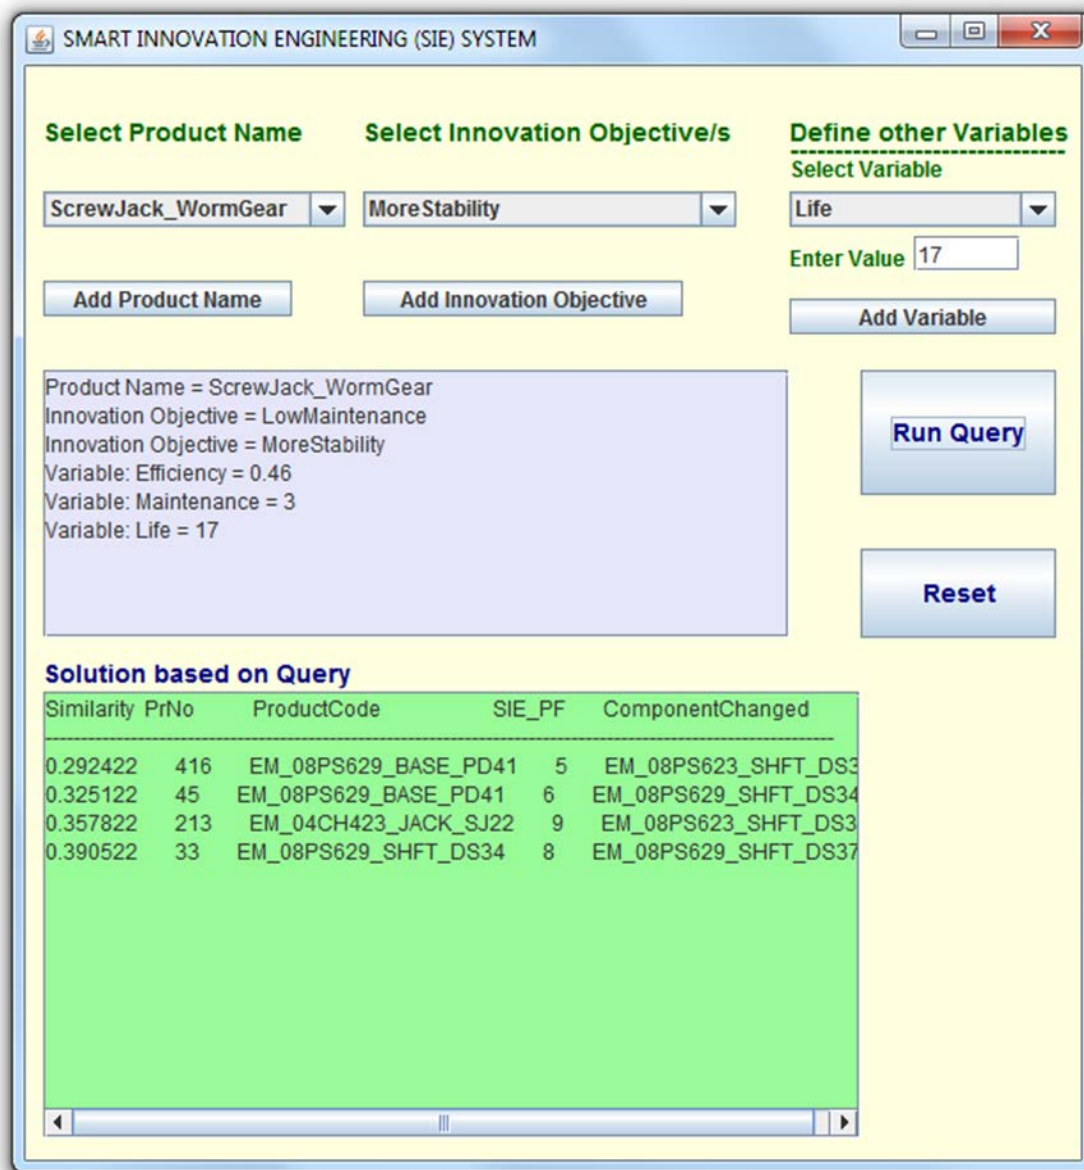 SMART INNOVATION ENGINEERING (SIE) SYSTEM
Select Product Name Select Innovation Objective/s Define other Variables
Select Variable
ScrewJack_WormGear MoreStability Life
Enter Value 17
Add Product Name Add Innovation Objective Add Variable
Product Name = ScrewJack_WormGear
Innovation Objective = LowMaintenance
Innovation Objective = MoreStability
Variable: Efficiency = 0.46
Variable: Maintenance = 3
Variable: Life = 17
Run Query
Reset
Solution based on Query
Similarity PrNo ProductCode SIE_PF ComponentChanged
0.292422 416 EM_08PS629_BASE_PD41 5 EM_08PS623_SHFT_DS3
0.325122 45 EM_08PS629_BASE_PD41 6 EM_08PS629_SHFT_DS34
0.357822 213 EM_04CH423_JACK_SJ22 9 EM_08PS623_SHFT_DS3
0.390522 33 EM_08PS629_SHFT_DS34 8 EM_08PS629_SHFT_DS37